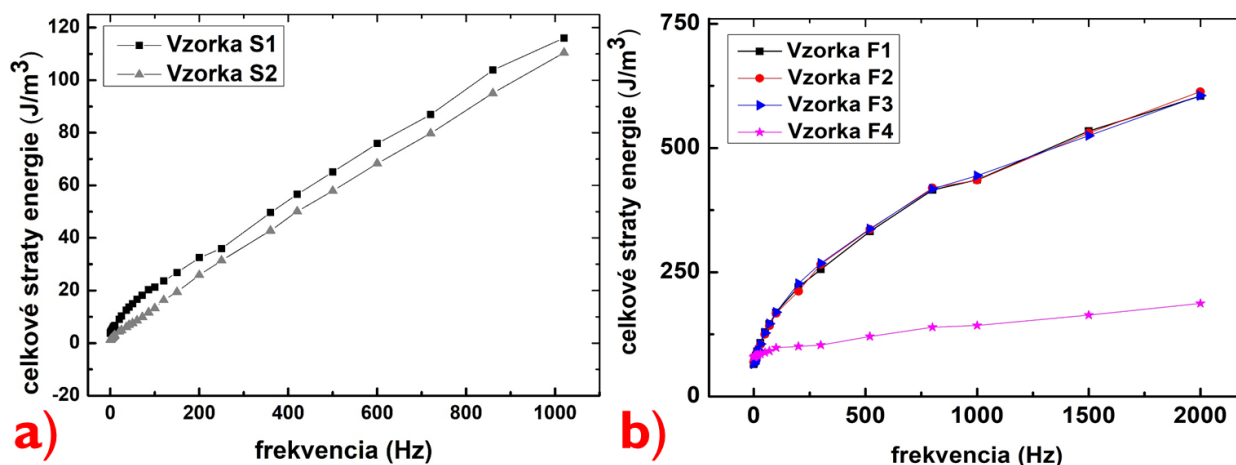 120
100
80
60
40
20
0
-20
0 200 400 600 800 1000
celkové straty energie (J/m³)
frekvencia (Hz)
Vzorka S1
Vzorka S2
a)
750
500
250
0
0 500 1000 1500 2000
celkové straty energie (J/m³)
frekvencia (Hz)
Vzorka F1
Vzorka F2
Vzorka F3
Vzorka F4
b)